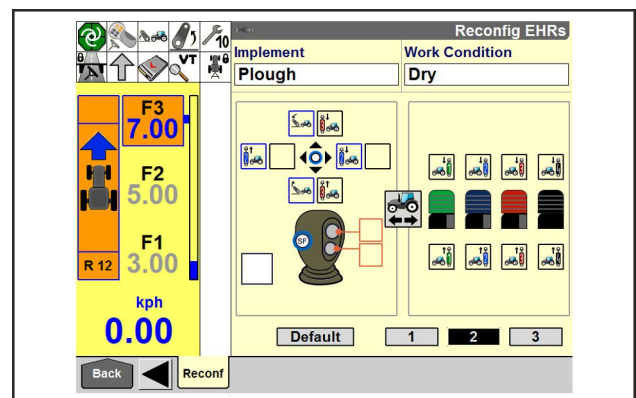 Reconfig EHRs
5
10
VT
Implement
Work Condition
Plough
Dry
F3
7.00
F2
5.00
F1
3.00
R 12
kph
0.00
SF
Default
1
2
3
Back
Reconf